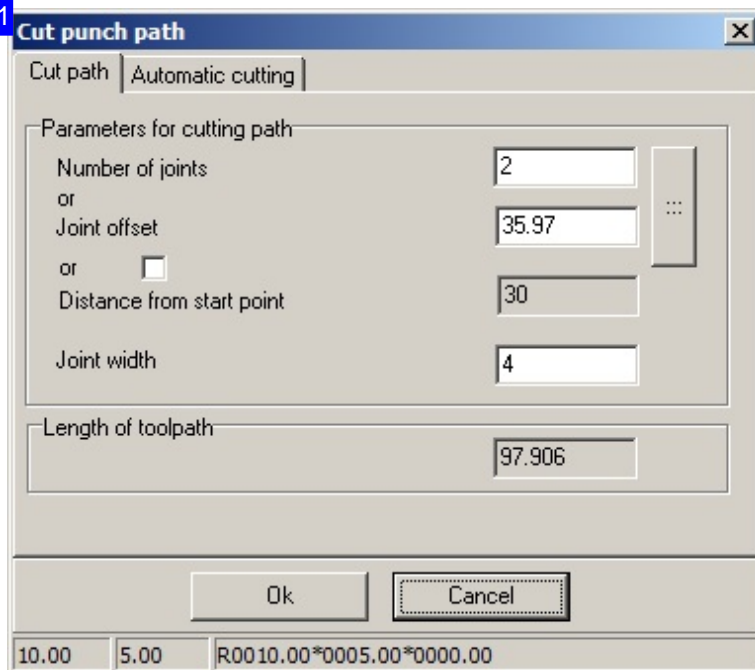 1
Cut punch path
Cut path Automatic cutting
Parameters for cutting path
Number of joints 2
or
Joint offset 35.97
or
Distance from start point 30
Joint width 4
Length of toolpath
97.906
Ok Cancel
10.00 5.00 R0010.00*0005.00*0000.00